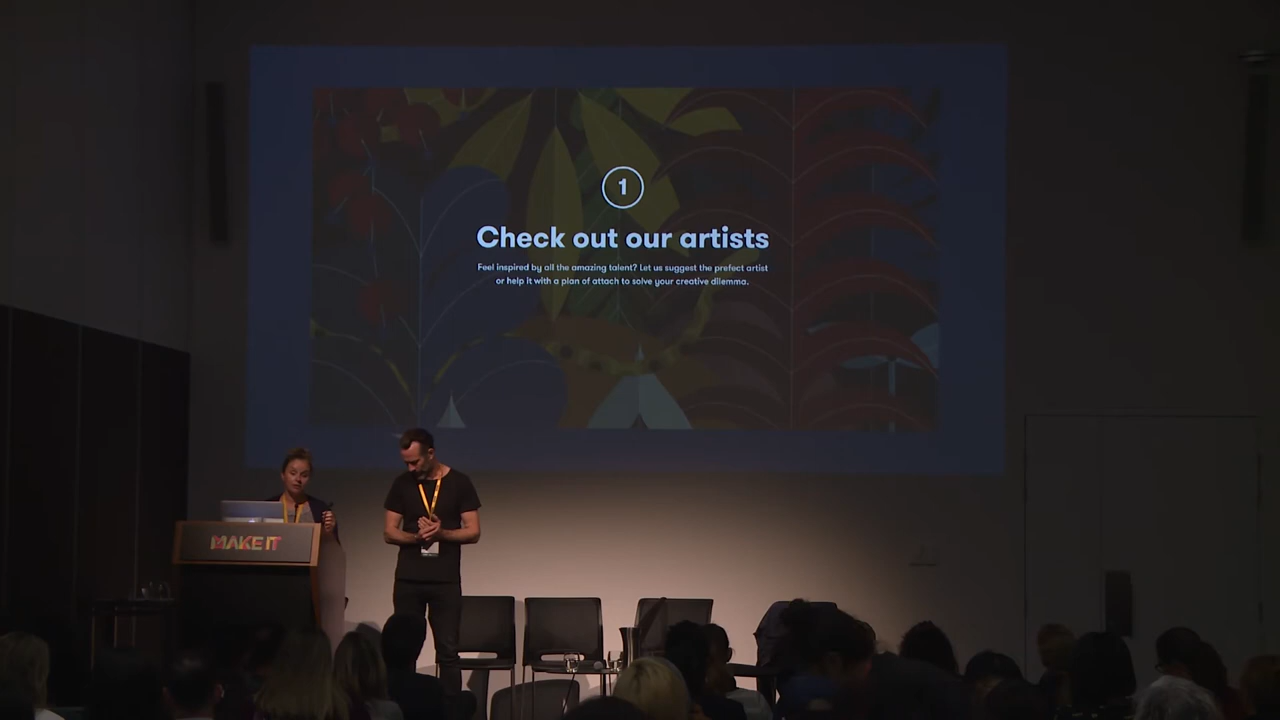 1
Check out our artists
Feel inspired by all the amazing talent? Let us suggest the prefect artist
or help it with a plan of attach to solve your creative dilemma.
MAKE IT